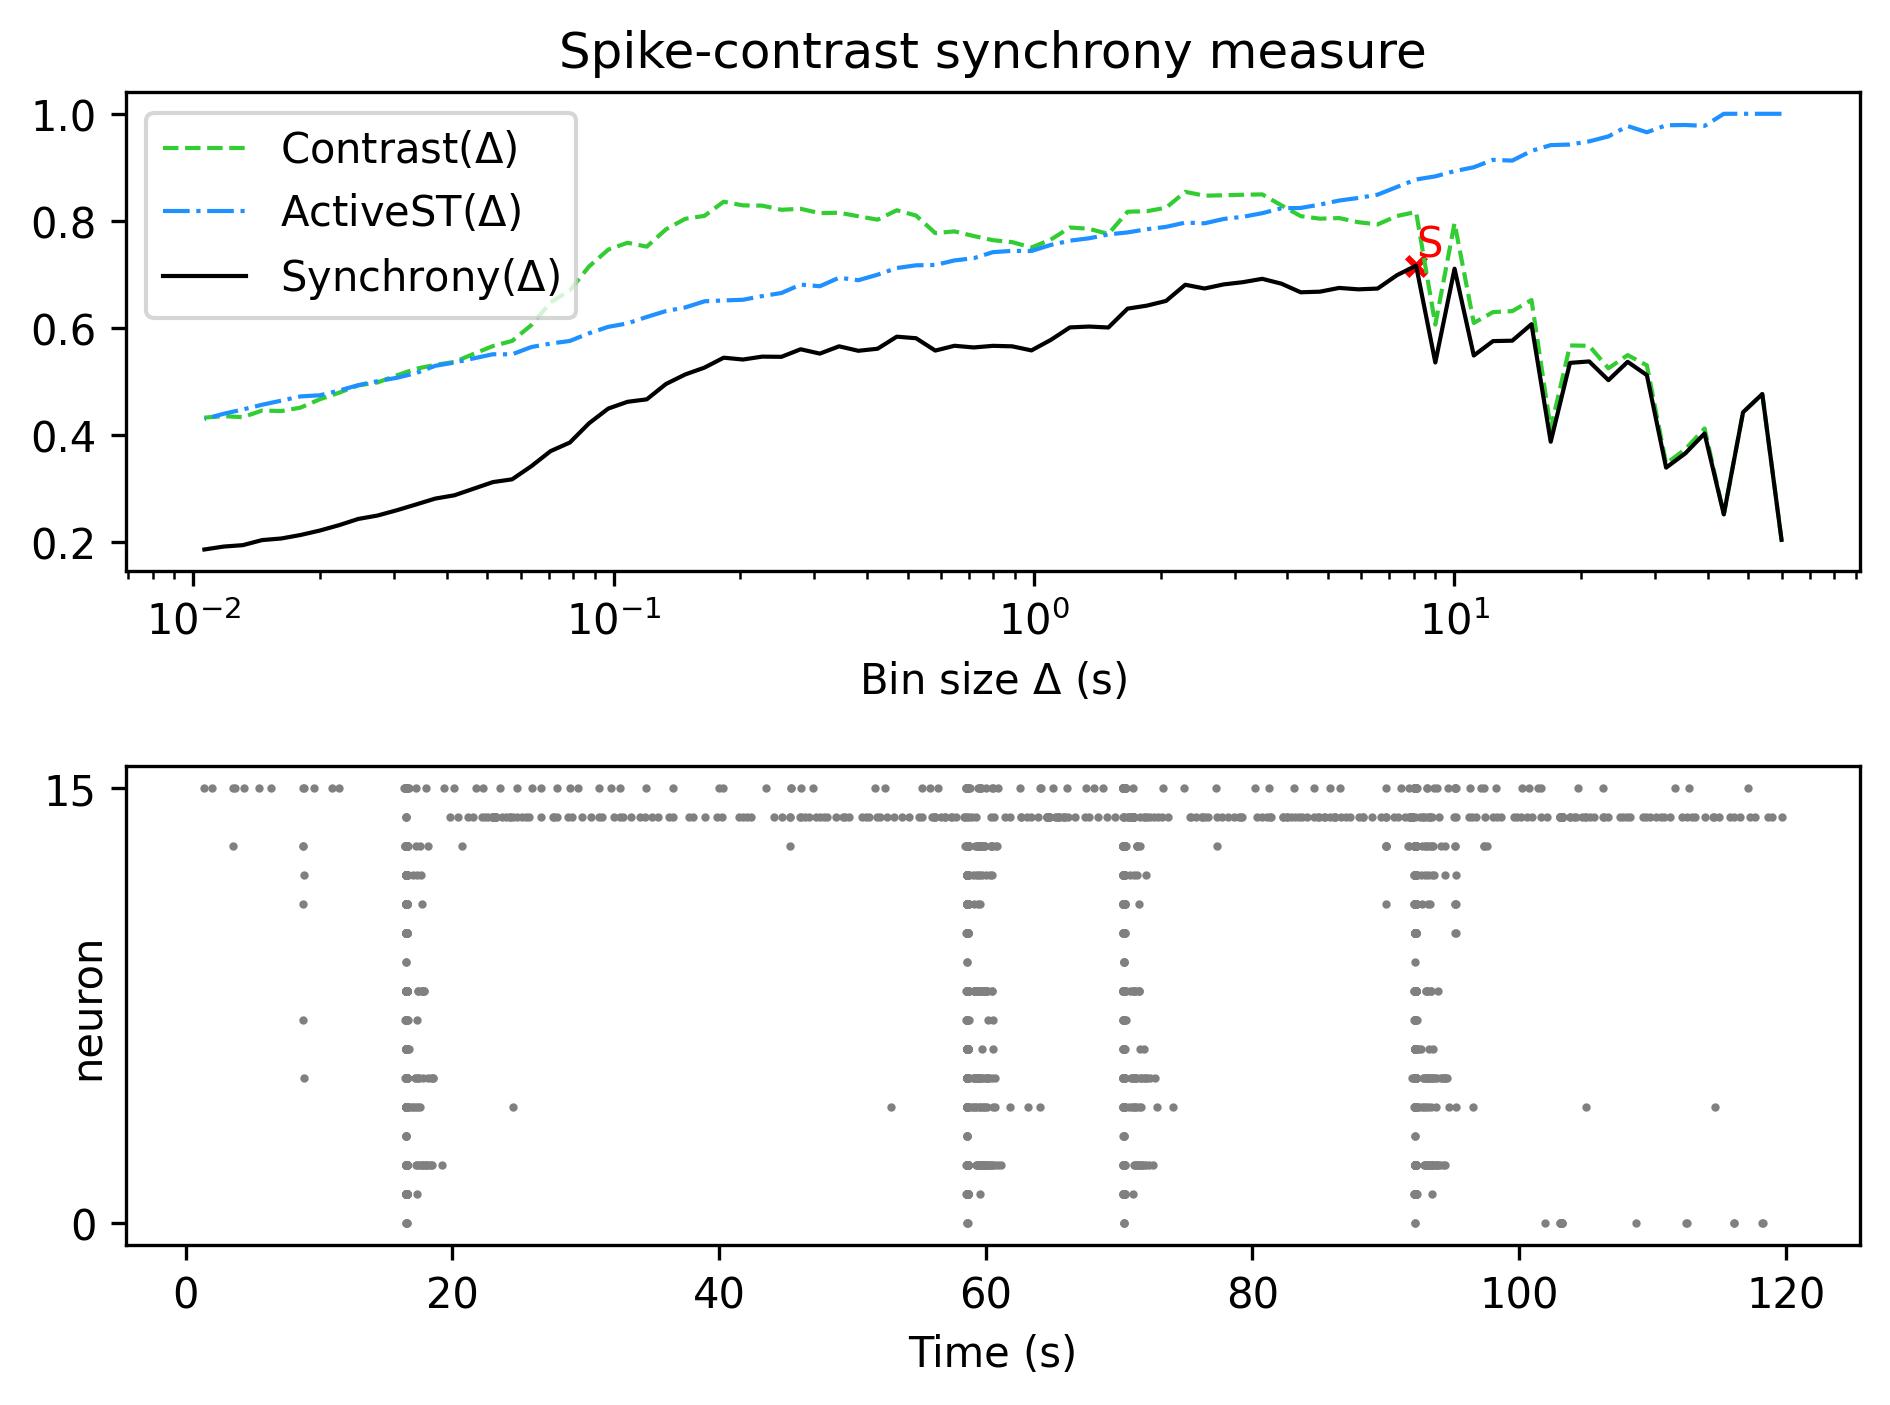 Spike-contrast synchrony measure
1.0
0.8
0.6
0.4
0.2
Contrast(Δ)
ActiveST(Δ)
Synchrony(Δ)
S
10⁻² 10⁻¹ 10⁰ 10¹
Bin size Δ (s)
15
0
neuron
0 20 40 60 80 100 120
Time (s)